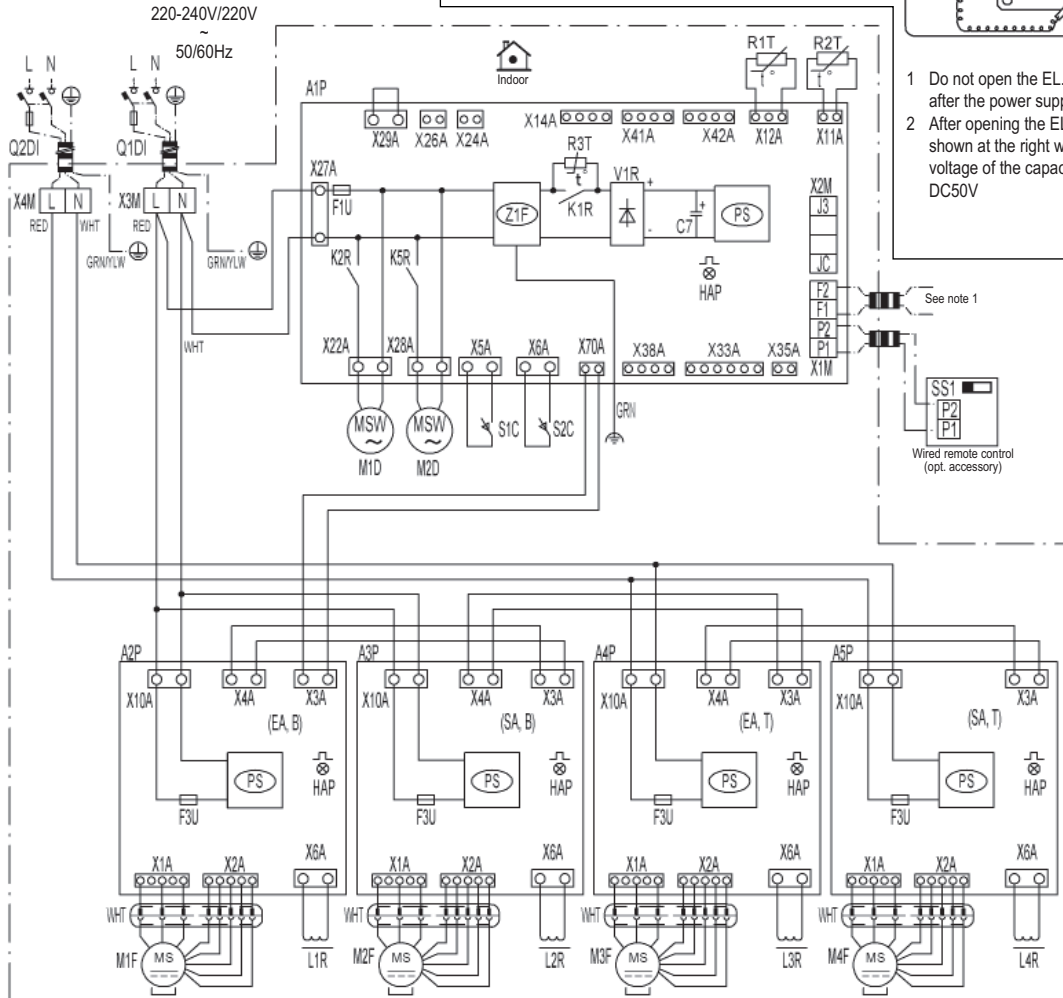 220-240V/220V
~
50/60Hz
L N L N
Indoor
R1T R2T
t t
A1P
X29A X26A X24A X14A X41A X42A X12A X11A
Q2DI Q1DI
X27A
R3T
t
V1R
+
-
F1U
K1R
Z1F
C7
+
PS
X2M
J3
JC
X4M L N X3M L N
RED WHT RED
GRN/YLW GRN/YLW
K2R K5R
HAP
F2
F1
P2
P1
X1M
See note 1
WHT
X22A X28A X5A X6A X70A X38A X33A X35A
MSW
~
MSW
~
S1C S2C
GRN
M1D M2D
SS1
P2
P1
Wired remote control
(opt. accessory)
1 Do not open the EL.
after the power supp
2 After opening the EL
shown at the right w
voltage of the capac
DC50V
A2P A3P A4P A5P
X10A X4A X3A X10A X4A X3A X10A X4A X3A X10A X3A
(EA, B) (SA, B) (EA, T) (SA, T)
PS HAP PS HAP PS HAP PS HAP
F3U F3U F3U F3U
X1A X2A X6A X1A X2A X6A X1A X2A X6A X1A X2A X6A
WHT WHT WHT WHT
M1F MS L1R M2F MS L2R M3F MS L3R M4F MS L4R